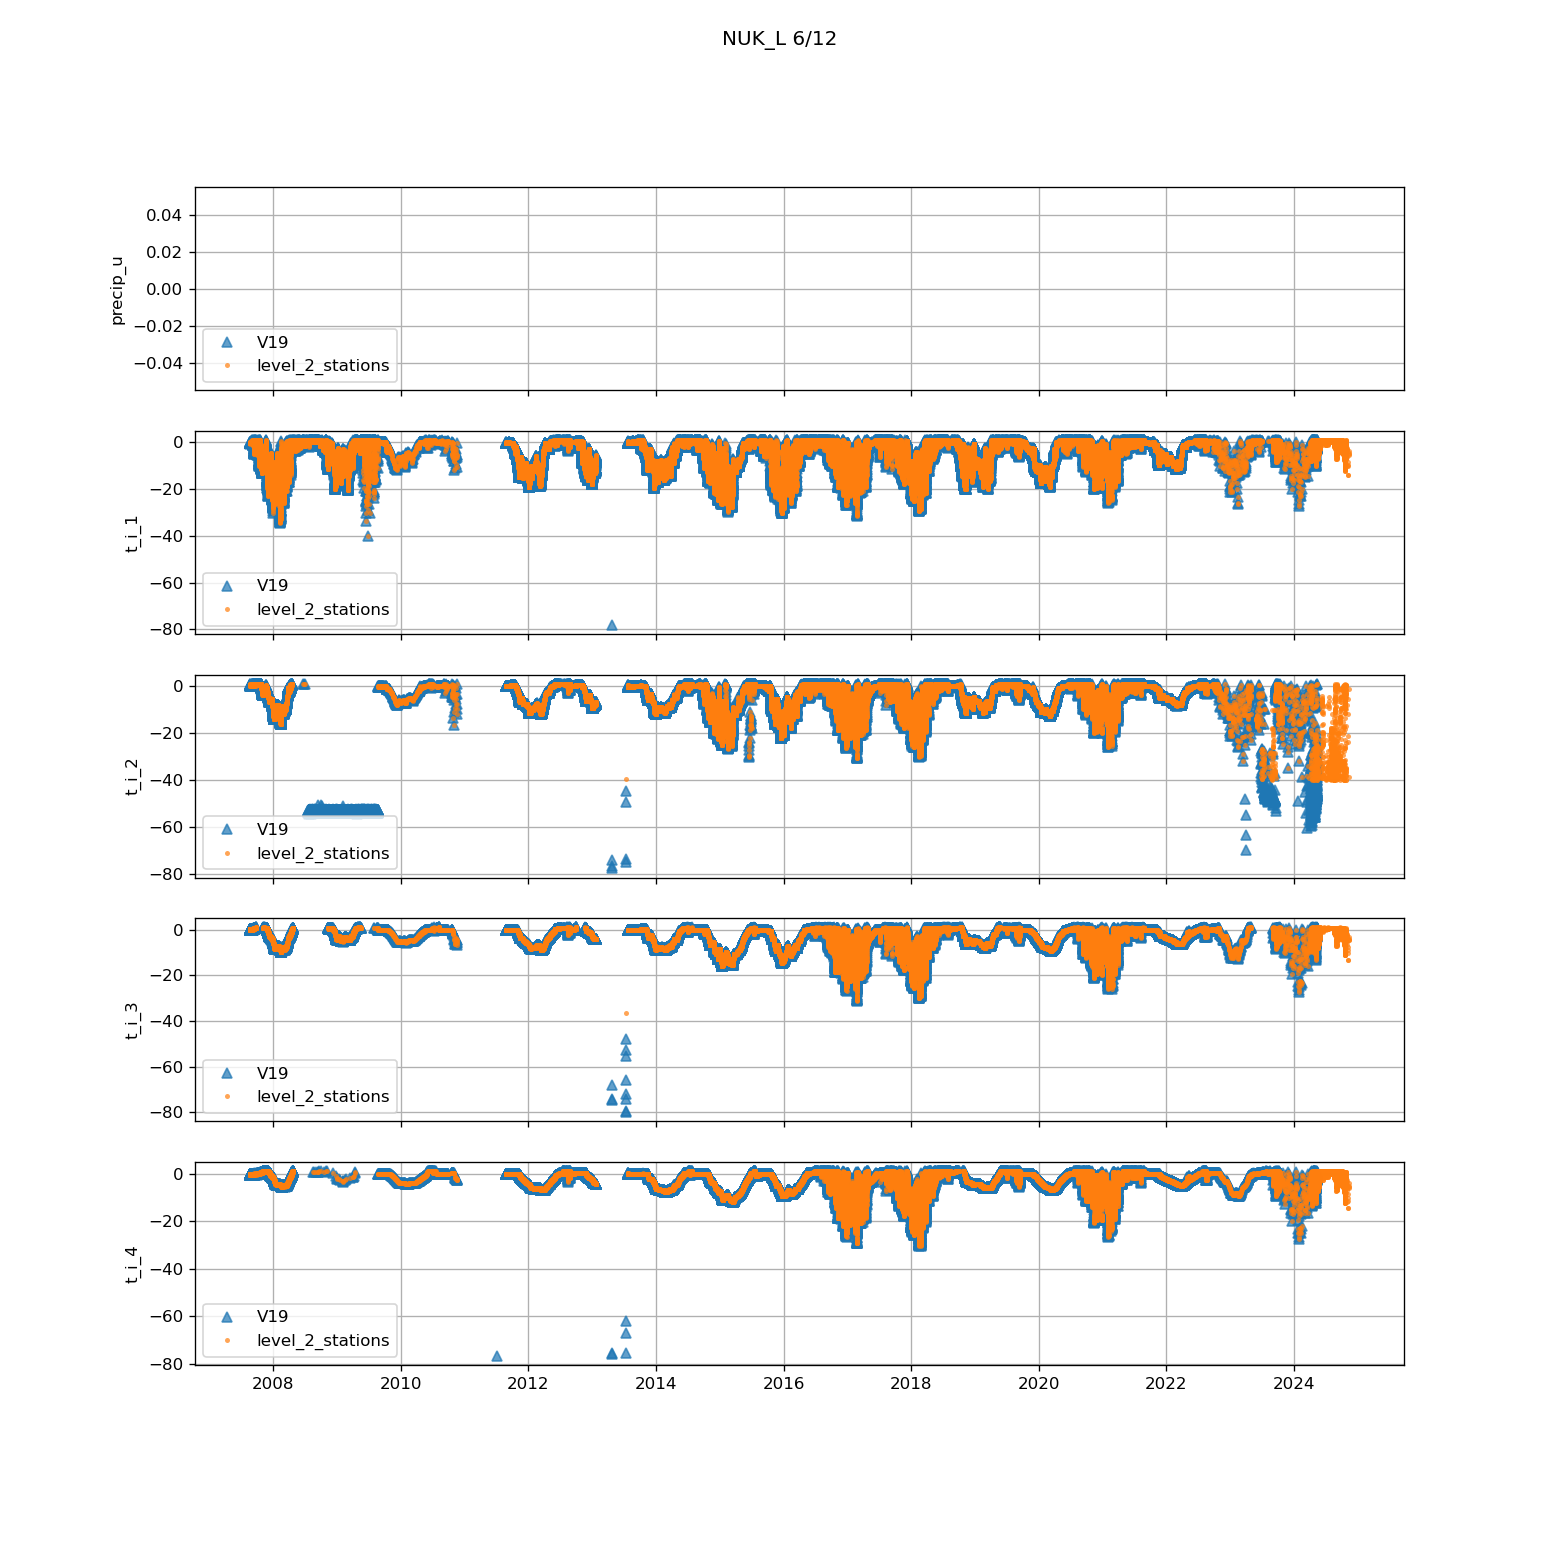 NUK_L 6/12
precip_u
0.04
0.02
0.00
−0.02
−0.04
V19
level_2_stations
t_i_1
0
−20
−40
−60
−80
V19
level_2_stations
t_i_2
0
−20
−40
−60
−80
V19
level_2_stations
t_i_3
0
−20
−40
−60
−80
V19
level_2_stations
t_i_4
0
−20
−40
−60
−80
V19
level_2_stations
2008 2010 2012 2014 2016 2018 2020 2022 2024